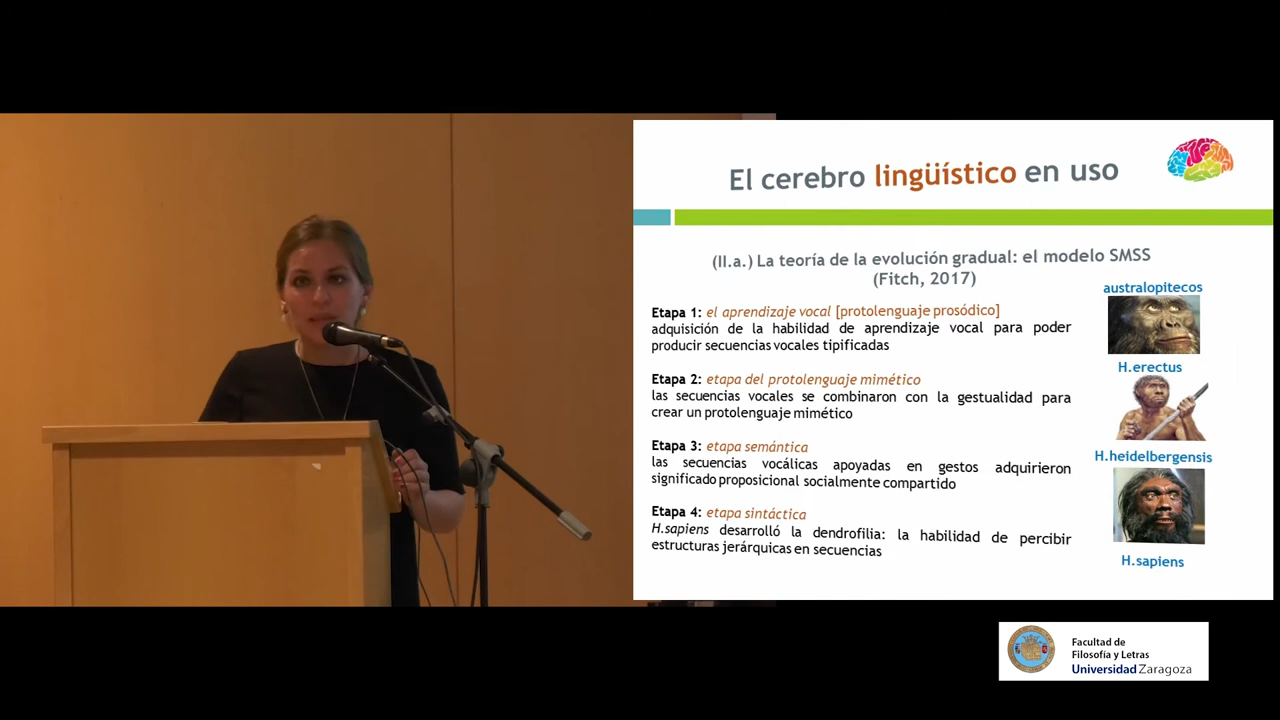 El cerebro lingüístico en uso
(II.a.) La teoría de la evolución gradual: el modelo SMSS
(Fitch, 2017)
Etapa 1: el aprendizaje vocal [protolenguaje prosódico]
adquisición de la habilidad de aprendizaje vocal para poder
producir secuencias vocales tipificadas
Etapa 2: etapa del protolenguaje mimético
las secuencias vocales se combinaron con la gestualidad para
crear un protolenguaje mimético
Etapa 3: etapa semántica
las secuencias vocálicas apoyadas en gestos adquirieron
significado proposicional socialmente compartido
Etapa 4: etapa sintáctica
H.sapiens desarrolló la dendrofilia: la habilidad de percibir
estructuras jerárquicas en secuencias
australopitecos
H.erectus
H.heidelbergensis
H.sapiens
Facultad de
Filosofía y Letras
Universidad Zaragoza